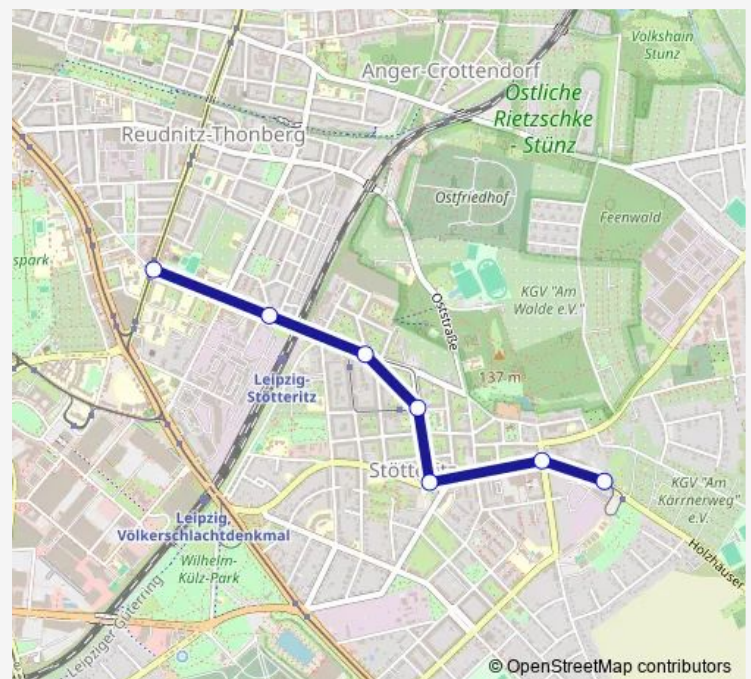 Volkshain
Stünz
Anger-Crottendorf
Östliche
Rietzschke
- Stünz
Reudnitz-Thonberg
Ostfriedhof
Feenwald
spark
KGV "Am
Walde e.V."
Oststraße
137 m
Leipzig-
Stötteritz
Stött
KGV "Am
Kärrnerweg"
e.V.
Leipzig,
Völkerschlachtdenkmal
Holzhäuser
Wilhelm-
Külz-Park
Leipziger Güterring
© OpenStreetMap contributors